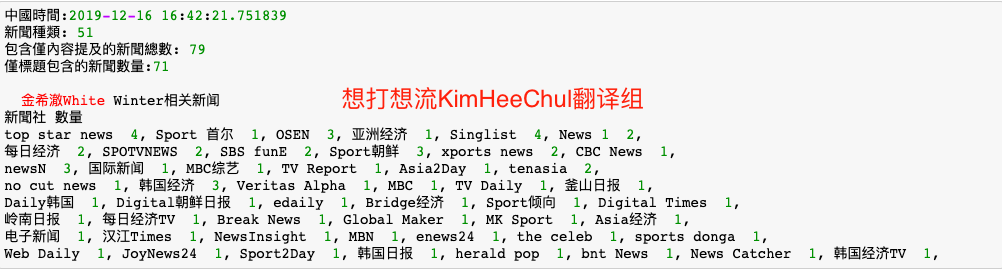 中國時間:2019-12-16 16:42:21.751839
新聞種類: 51
包含僅內容提及的新聞總數: 79
僅標題包含的新聞數量:71
金希澈White Winter相关新闻
想打想流KimHeeChul翻译组
新聞社 數量
top star news 4, Sport 首尔 1, OSEN 3, 亚洲经济 1, Singlist 4, News 1 2,
每日经济 2, SPOTVNEWS 2, SBS funE 2, Sport朝鲜 3, xports news 2, CBC News 1,
newsN 3, 国际新闻 1, MBC综艺 1, TV Report 1, Asia2Day 1, tenasia 2,
no cut news 1, 韩国经济 3, Veritas Alpha 1, MBC 1, TV Daily 1, 釜山日报 1,
Daily韩国 1, Digital朝鲜日报 1, edaily 1, Bridge经济 1, Sport倾向 1, Digital Times 1,
岭南日报 1, 每日经济TV 1, Break News 1, Global Maker 1, MK Sport 1, Asia经济 1,
电子新闻 1, 汉江Times 1, NewsInsight 1, MBN 1, enews24 1, the celeb 1, sports donga 1,
Web Daily 1, JoyNews24 1, Sport2Day 1, 韩国日报 1, herald pop 1, bnt News 1, News Catcher 1, 韩国经济TV 1,